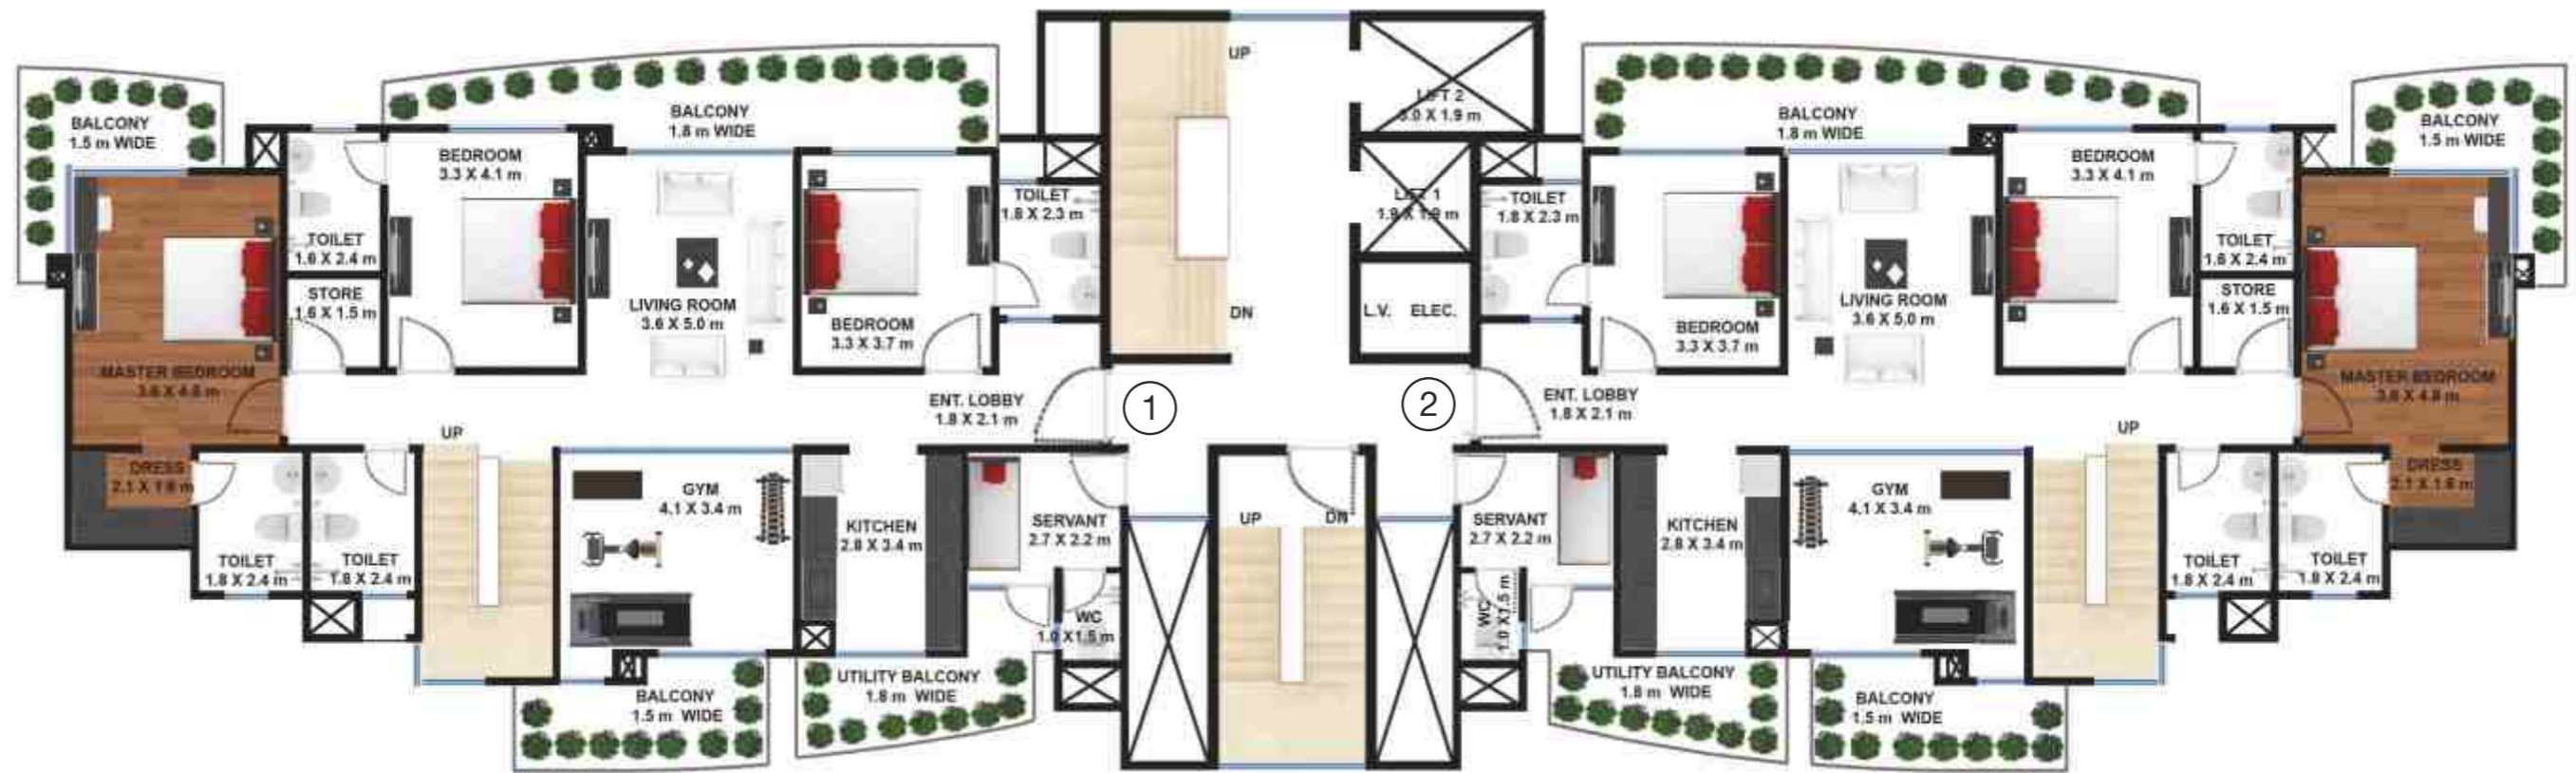 BALCONY
1.5 m WIDE
BALCONY
1.8 m WIDE
BEDROOM
3.3 X 4.1 m
TOILET
1.6 X 2.4 m
STORE
1.6 X 1.5 m
LIVING ROOM
3.6 X 5.0 m
BEDROOM
3.3 X 3.7 m
TOILET
1.8 X 2.3 m
MASTER BEDROOM
3.6 X 4.8 m
ENT. LOBBY
1.8 X 2.1 m
UP
DRESS
2.1 X 1.8 m
TOILET
1.8 X 2.4 m
TOILET
1.8 X 2.4 m
GYM
4.1 X 3.4 m
KITCHEN
2.8 X 3.4 m
SERVANT
2.7 X 2.2 m
WC
1.0 X 1.5 m
BALCONY
1.5 m WIDE
UTILITY BALCONY
1.8 m WIDE
UP
DN
LIFT 2
3.0 X 1.9 m
LIFT 1
1.9 X 1.9 m
L.V. ELEC.
1
2
UP DN
BALCONY
1.8 m WIDE
BALCONY
1.5 m WIDE
TOILET
1.8 X 2.3 m
BEDROOM
3.3 X 3.7 m
LIVING ROOM
3.6 X 5.0 m
BEDROOM
3.3 X 4.1 m
TOILET
1.6 X 2.4 m
STORE
1.6 X 1.5 m
MASTER BEDROOM
3.6 X 4.8 m
ENT. LOBBY
1.8 X 2.1 m
UP
DRESS
2.1 X 1.8 m
SERVANT
2.7 X 2.2 m
WC
1.0 X 1.5 m
KITCHEN
2.8 X 3.4 m
GYM
4.1 X 3.4 m
TOILET
1.8 X 2.4 m
TOILET
1.8 X 2.4 m
UTILITY BALCONY
1.8 m WIDE
BALCONY
1.5 m WIDE